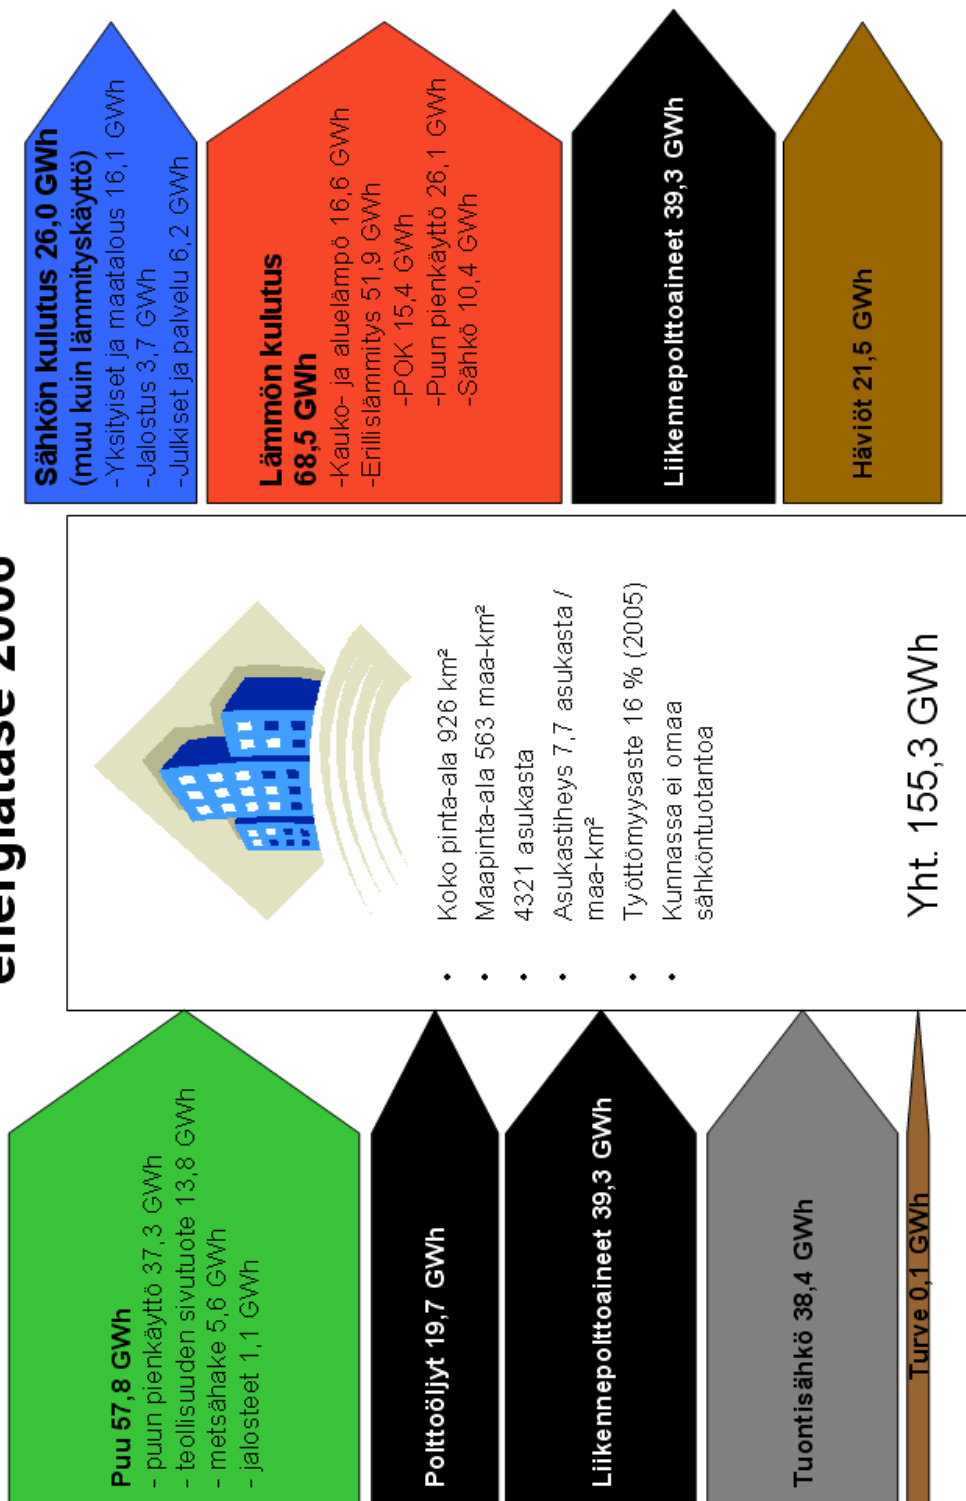 energiatase 2006
Puu 57,8 GWh
- puun pienkäyttö 37,3 GWh
- teollisuuden sivutuote 13,8 GWh
- metsähake 5,6 GWh
- jalosteet 1,1 GWh
Polttoöljyt 19,7 GWh
Liikennepolttoaineet 39,3 GWh
Tuontisähkö 38,4 GWh
Turve 0,1 GWh
• Koko pinta-ala 926 km²
• Maapinta-ala 563 maa-km²
• 4321 asukasta
• Asukastiheys 7,7 asukasta /
maa-km²
• Työttömyysaste 16 % (2005)
• Kunnassa ei omaa
sähköntuotantoa
Yht. 155,3 GWh
Sähkön kulutus 26,0 GWh
(muu kuin lämmityskäyttö)
-Yksityiset ja maatalous 16,1 GWh
-Jalostus 3,7 GWh
-Julkiset ja palvelu 6,2 GWh
Lämmön kulutus
68,5 GWh
-Kauko- ja aluelämpö 16,6 GWh
-Erillislämmitys 51,9 GWh
-POK 15,4 GWh
-Puun pienkäyttö 26,1 GWh
-Sähkö 10,4 GWh
Liikennepolttoaineet 39,3 GWh
Häviöt 21,5 GWh